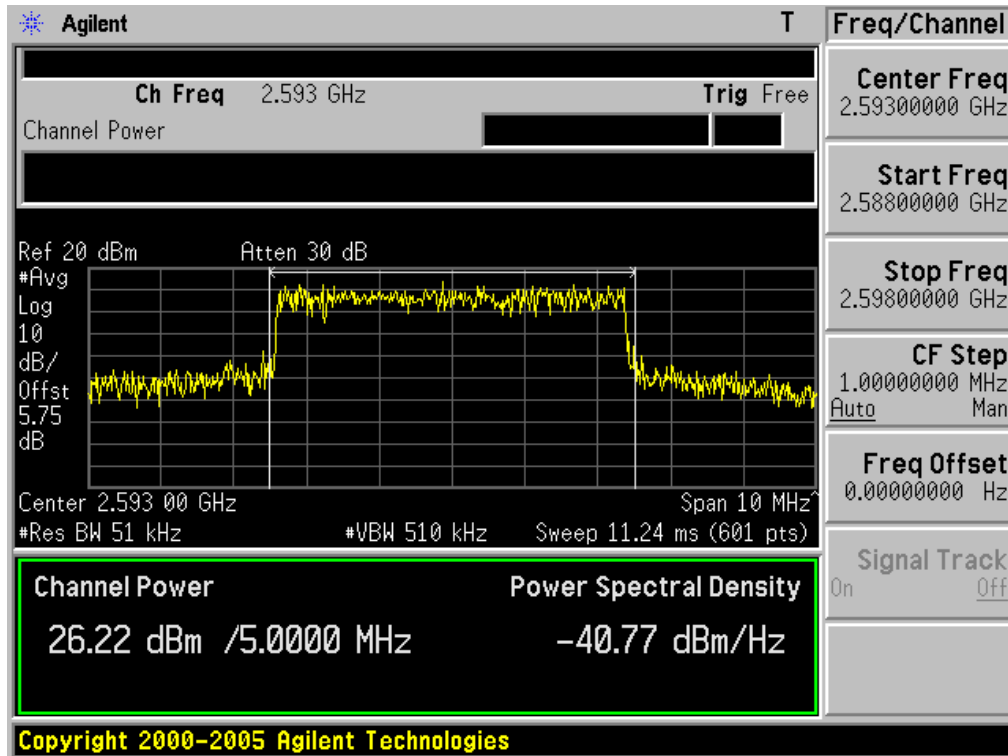 Agilent T
Ch Freq 2.593 GHz Trig Free
Channel Power
Ref 20 dBm Atten 30 dB
#Avg
Log
10
dB/
Offst
5.75
dB
Center 2.593 00 GHz Span 10 MHz^
#Res BW 51 kHz #VBW 510 kHz Sweep 11.24 ms (601 pts)
Channel Power Power Spectral Density
26.22 dBm /5.0000 MHz -40.77 dBm/Hz
Copyright 2000-2005 Agilent Technologies
Freq/Channel
Center Freq
2.59300000 GHz
Start Freq
2.58800000 GHz
Stop Freq
2.59800000 GHz
CF Step
1.00000000 MHz
Auto Man
Freq Offset
0.00000000 Hz
Signal Track
On Off